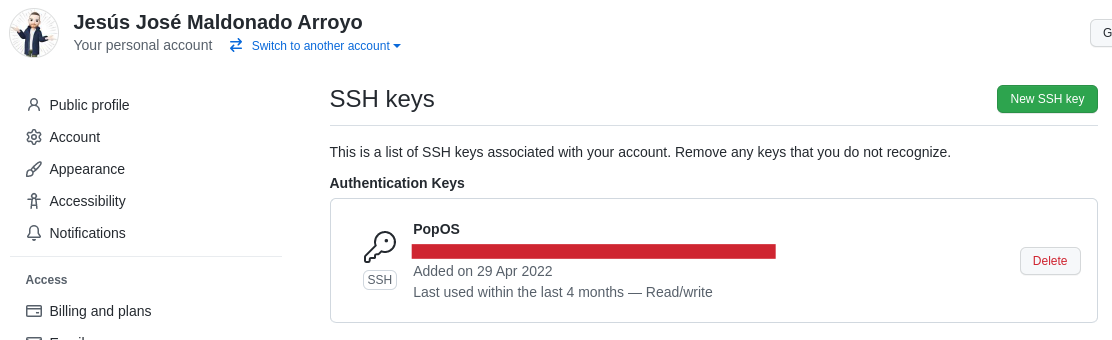 Jesús José Maldonado Arroyo
Your personal account Switch to another account
G
Public profile
Account
Appearance
Accessibility
Notifications
Access
Billing and plans
SSH keys
New SSH key
This is a list of SSH keys associated with your account. Remove any keys that you do not recognize.
Authentication Keys
PopOS
SSH
Added on 29 Apr 2022
Last used within the last 4 months — Read/write
Delete